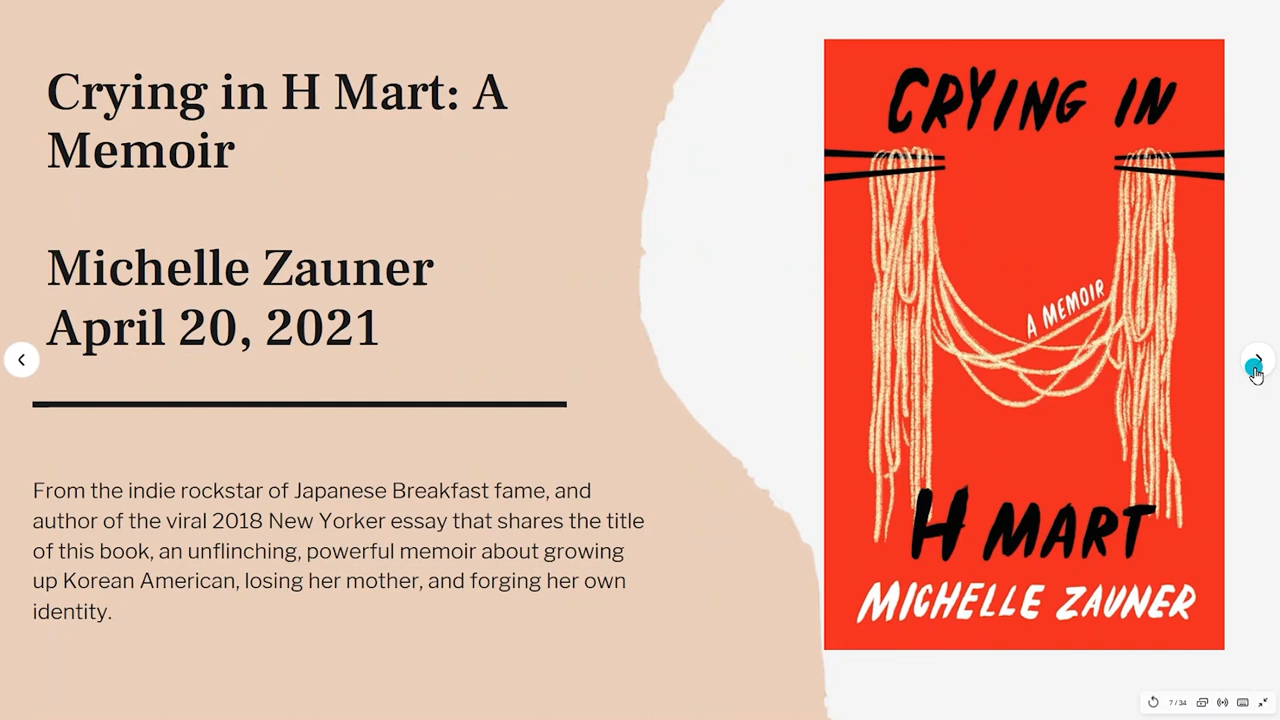 Crying in H Mart: A
Memoir
Michelle Zauner
April 20, 2021
From the indie rockstar of Japanese Breakfast fame, and
author of the viral 2018 New Yorker essay that shares the title
of this book, an unflinching, powerful memoir about growing
up Korean American, losing her mother, and forging her own
identity.
CRYING IN
A MEMOIR
H MART
MICHELLE ZAUNER
7 / 34